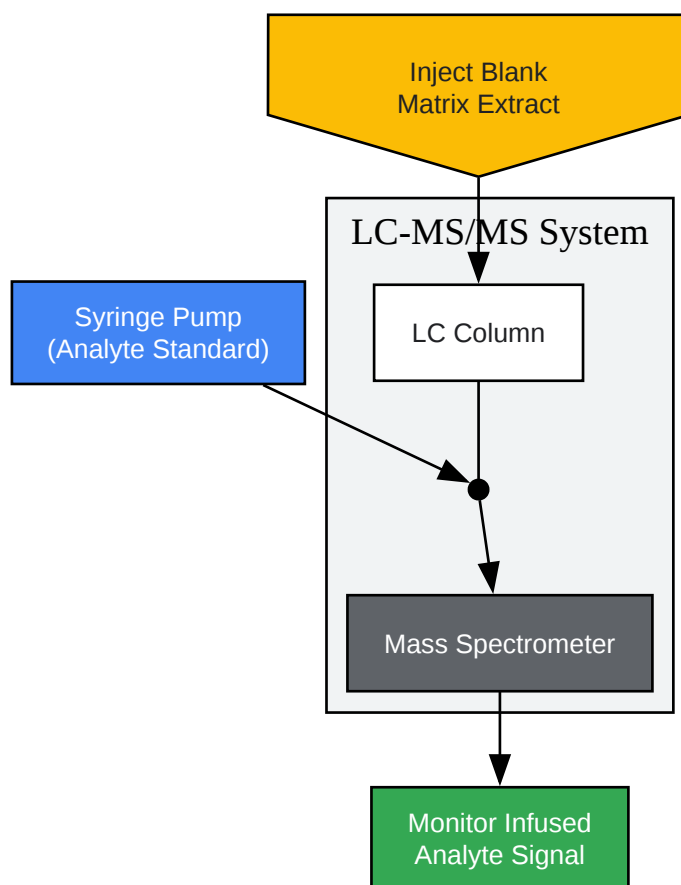 Inject Blank
Matrix Extract
LC-MS/MS System
Syringe Pump
(Analyte Standard)
LC Column
Mass Spectrometer
Monitor Infused
Analyte Signal